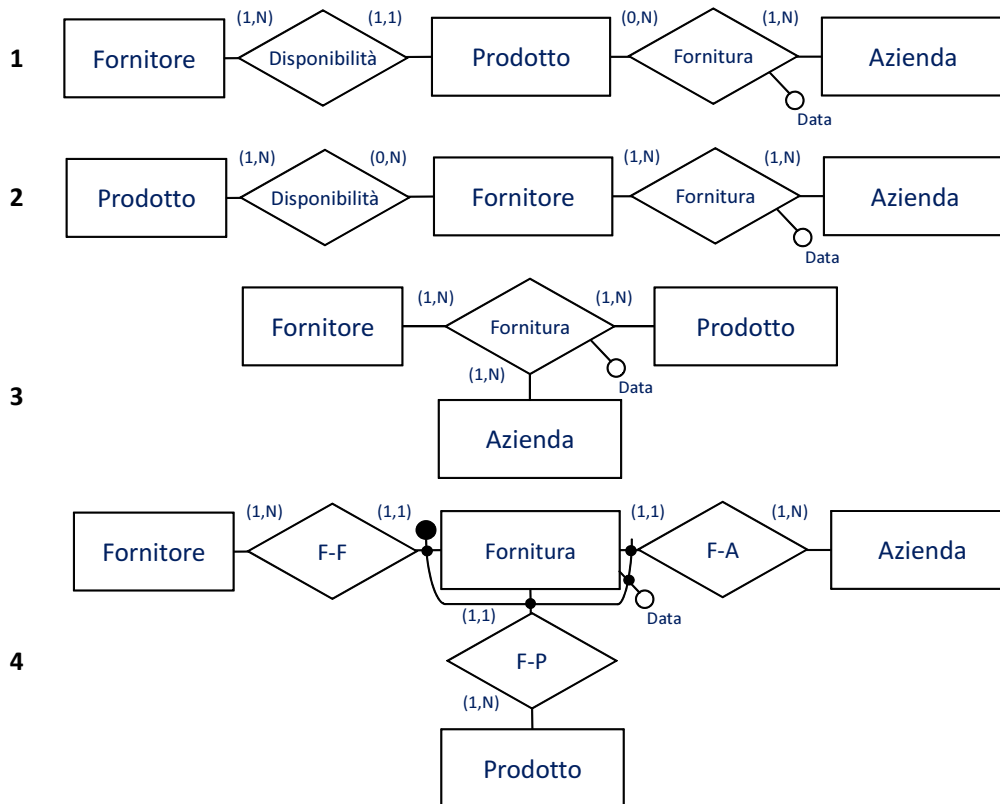 (1,N) (1,1) (0,N) (1,N)
1 Fornitore Disponibilità Prodotto Fornitura Azienda
Data
(1,N) (0,N) (1,N) (1,N)
2 Prodotto Disponibilità Fornitore Fornitura Azienda
Data
(1,N) (1,N)
Fornitore Fornitura Prodotto
(1,N) Data
3
Azienda
(1,N) (1,1) (1,1) (1,N)
Fornitore F-F Fornitura F-A Azienda
(1,1) Data
4 F-P
(1,N)
Prodotto